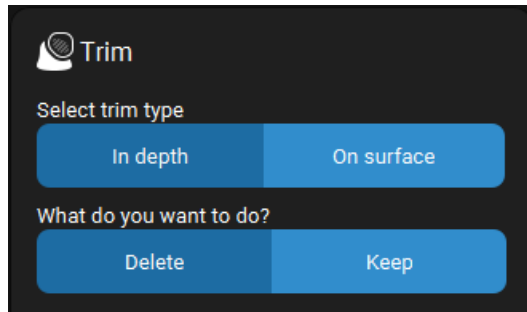 Trim
Select trim type
In depth On surface
What do you want to do?
Delete Keep